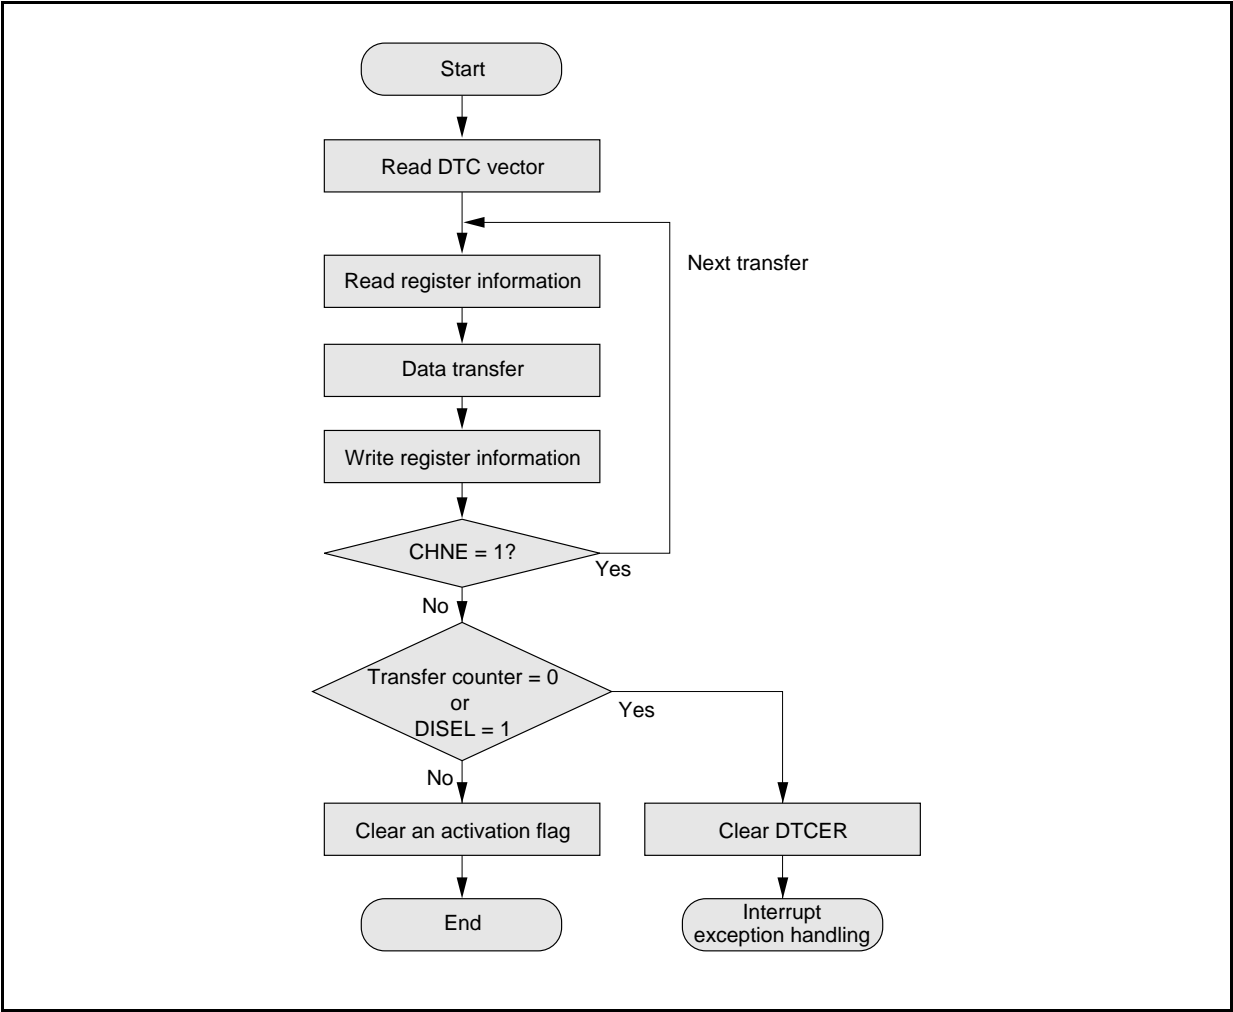 Start
Read DTC vector
Next transfer
Read register information
Data transfer
Write register information
CHNE = 1?
Yes
No
Transfer counter = 0
or
DISEL = 1
Yes
No
Clear an activation flag
Clear DTCER
End
Interrupt
exception handling